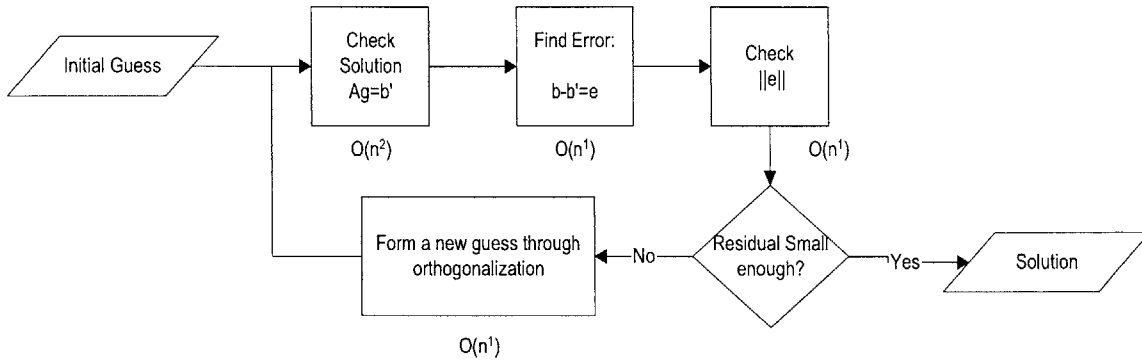 Initial Guess
Check
Solution
Ag=b'
O(n²)
Find Error:
b-b'=e
O(n¹)
Check
||e||
O(n¹)
Residual Small
enough?
No
Yes
Solution
Form a new guess through
orthogonalization
O(n¹)